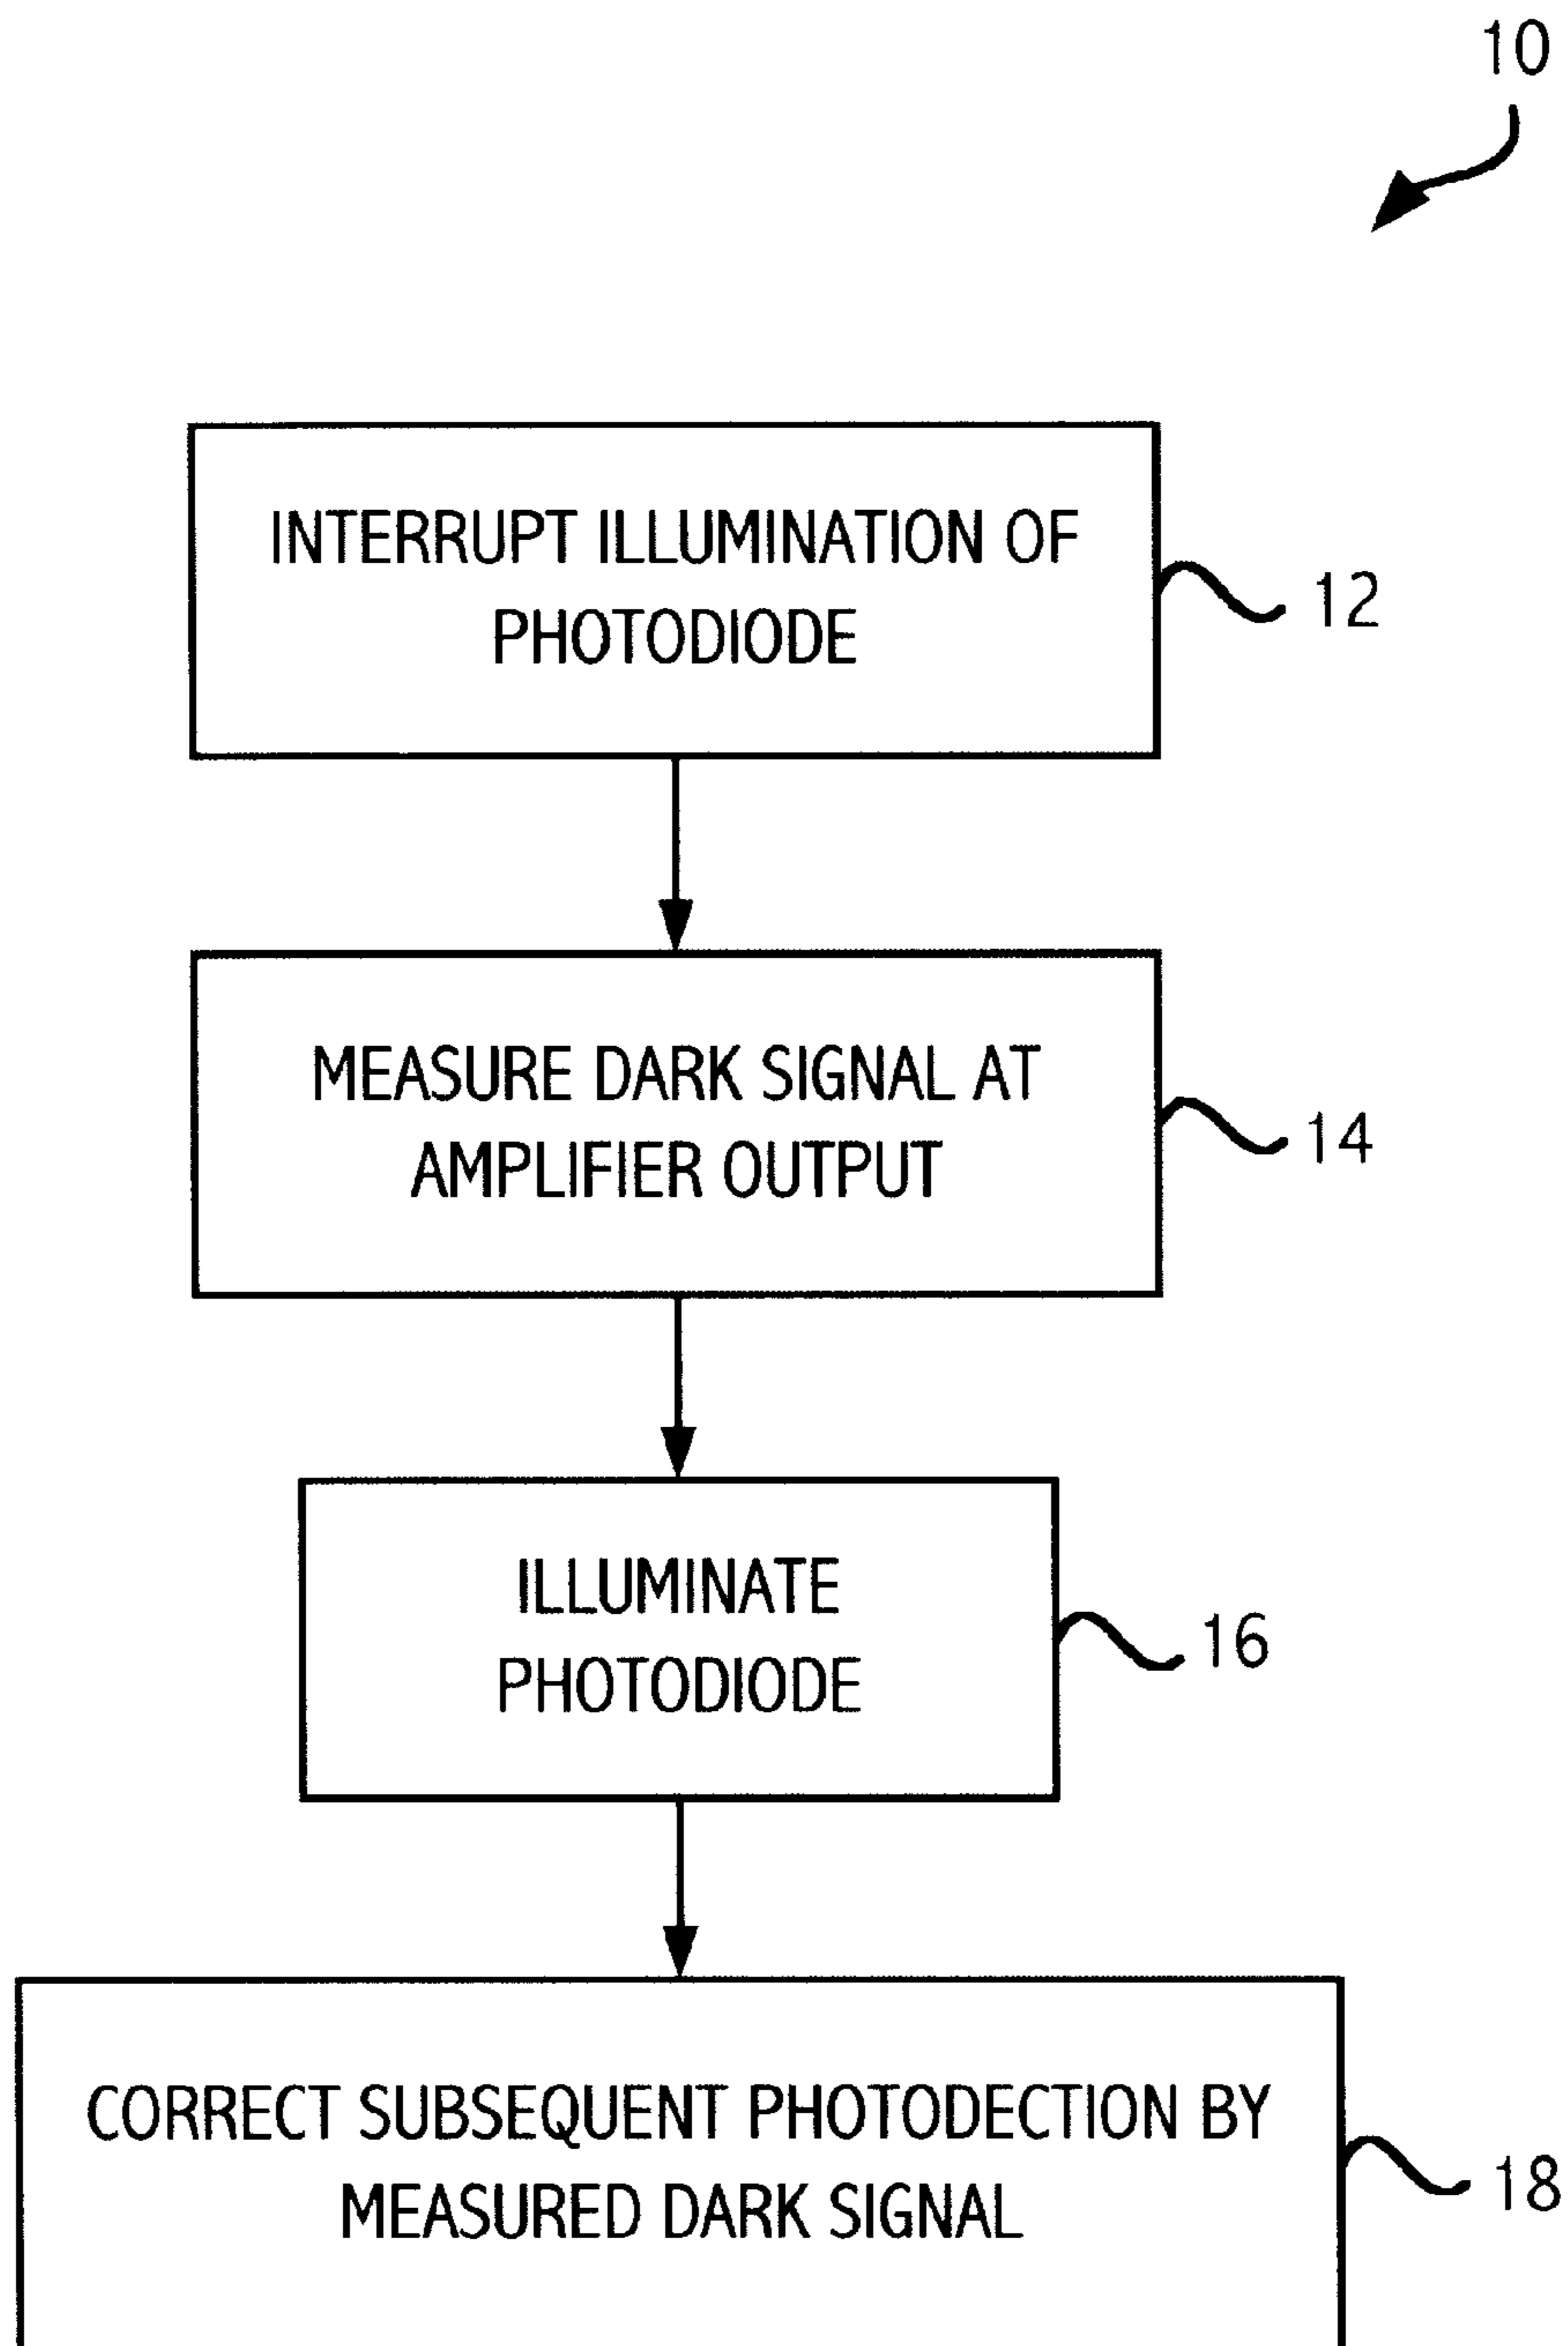 10
INTERRUPT ILLUMINATION OF
PHOTODIODE
12
MEASURE DARK SIGNAL AT
AMPLIFIER OUTPUT
14
ILLUMINATE
PHOTODIODE
16
CORRECT SUBSEQUENT PHOTODECTION BY
MEASURED DARK SIGNAL
18